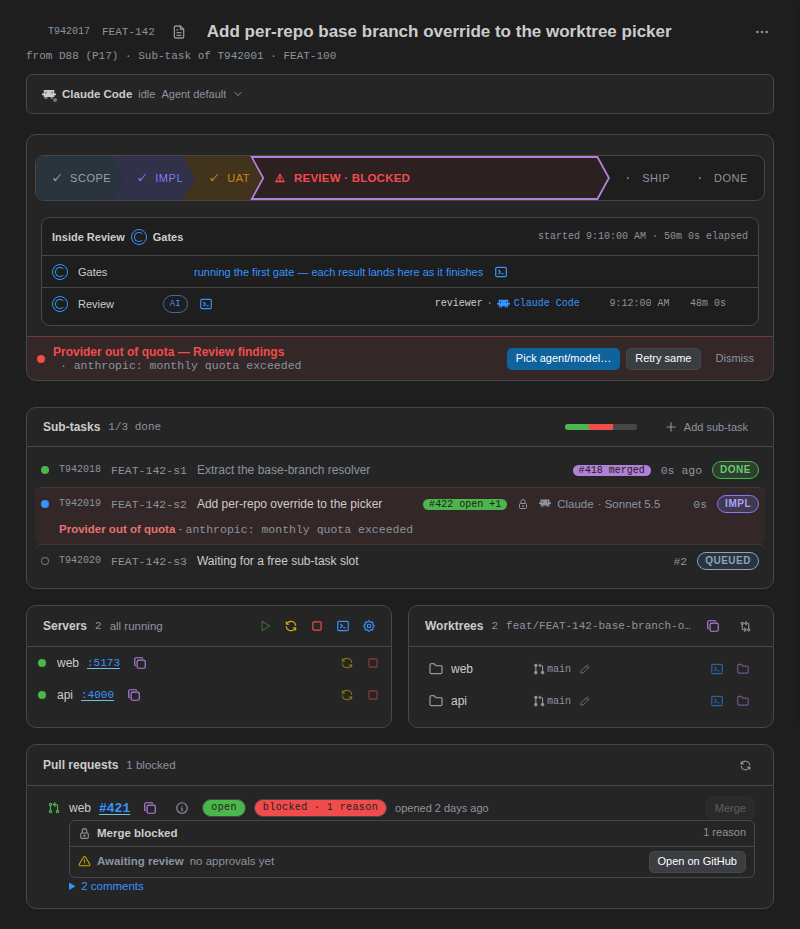 T942017 FEAT-142 Add per-repo base branch override to the worktree picker
from D88 (P17) · Sub-task of T942001 · FEAT-100
Claude Code idle Agent default
SCOPE IMPL UAT REVIEW · BLOCKED · SHIP · DONE
Inside Review Gates started 9:10:00 AM · 50m 0s elapsed
Gates running the first gate — each result lands here as it finishes
Review AI reviewer · Claude Code 9:12:00 AM 48m 0s
Provider out of quota — Review findings
· anthropic: monthly quota exceeded
Pick agent/model… Retry same Dismiss
Sub-tasks 1/3 done Add sub-task
T942018 FEAT-142-s1 Extract the base-branch resolver #418 merged 0s ago DONE
T942019 FEAT-142-s2 Add per-repo override to the picker #422 open +1 Claude · Sonnet 5.5 0s IMPL
Provider out of quota · anthropic: monthly quota exceeded
T942020 FEAT-142-s3 Waiting for a free sub-task slot #2 QUEUED
Servers 2 all running
web :5173
api :4000
Worktrees 2 feat/FEAT-142-base-branch-o…
web main
api main
Pull requests 1 blocked
web #421 open blocked · 1 reason opened 2 days ago Merge
Merge blocked 1 reason
Awaiting review no approvals yet Open on GitHub
2 comments